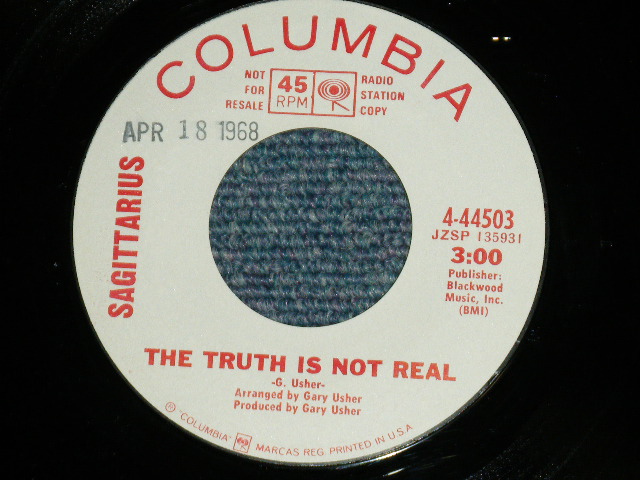 COLUMBIA
NOT FOR RESALE
45 RPM
RADIO STATION COPY
APR 18 1968
SAGITTARIUS
4-44503
JZSP 135931
3:00
Publisher:
Blackwood
Music, Inc.
(BMI)
THE TRUTH IS NOT REAL
-G. Usher-
Arranged by Gary Usher
Produced by Gary Usher
Ⓟ "COLUMBIA" MARCAS REG. PRINTED IN U.S.A.